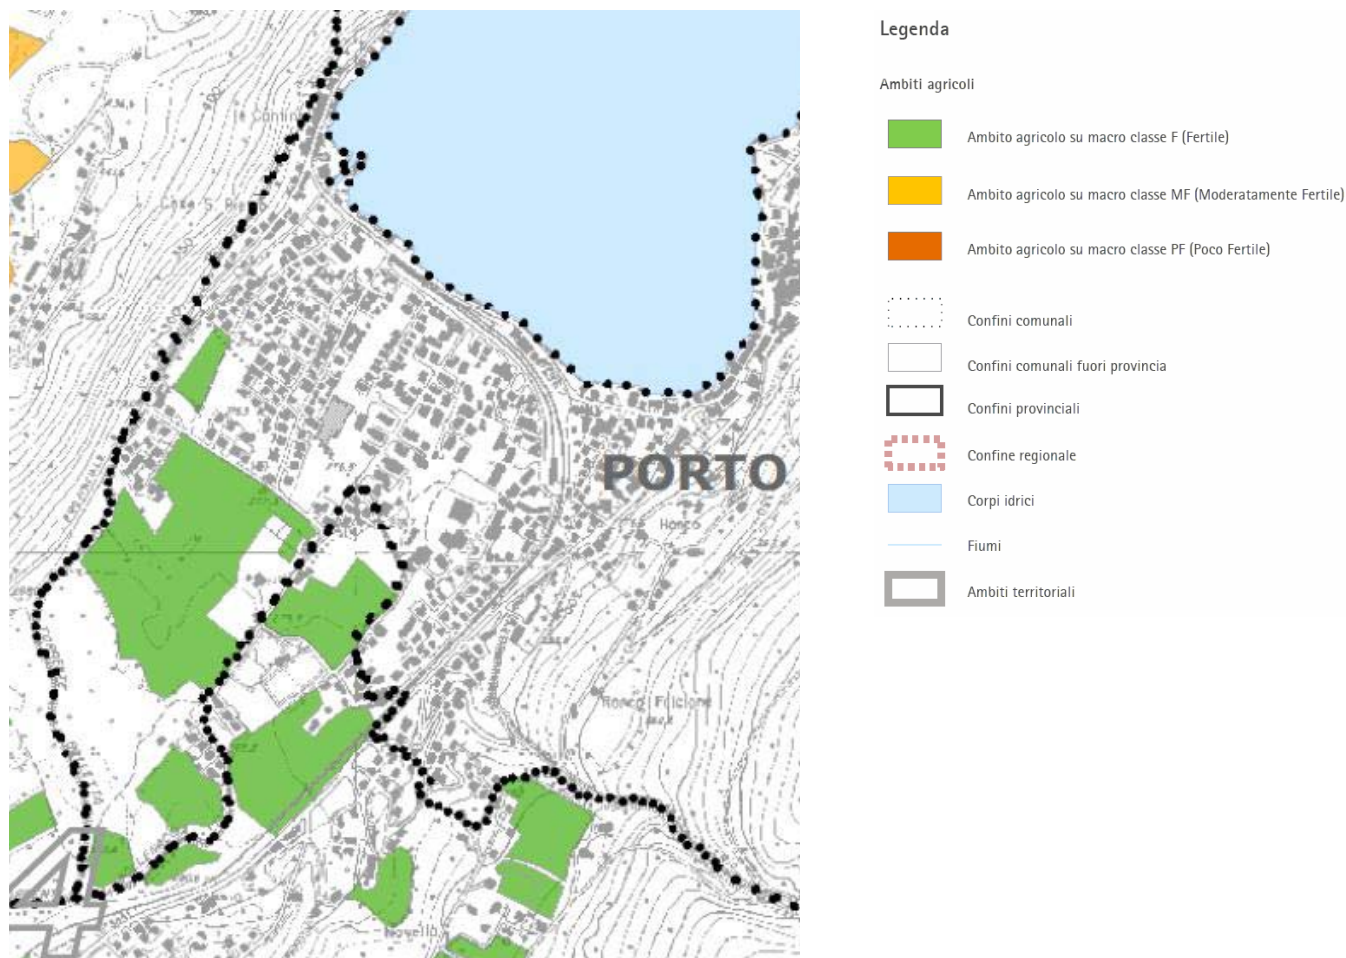 Legenda
Ambiti agricoli
Ambito agricolo su macro classe F (Fertile)
Ambito agricolo su macro classe MF (Moderatamente Fertile)
Ambito agricolo su macro classe PF (Poco Fertile)
Confini comunali
Confini comunali fuori provincia
Confini provinciali
Confine regionale
Corpi idrici
Fiumi
Ambiti territoriali
400
PORTO
Ronco
4